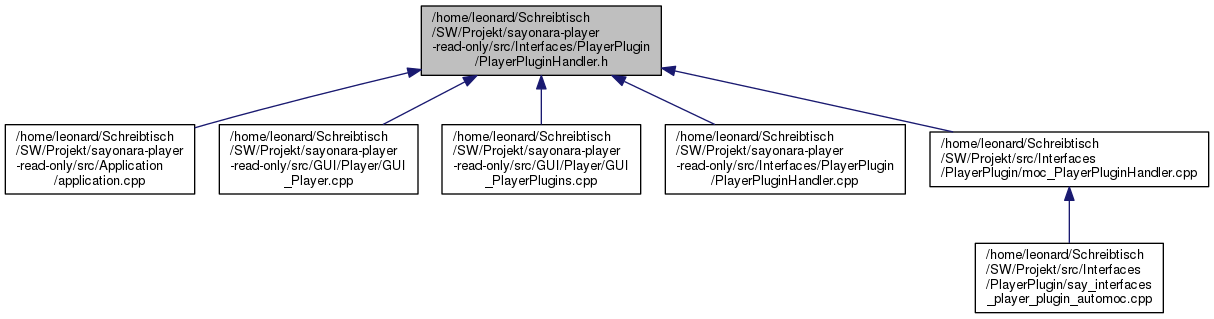 /home/leonard/Schreibtisch
/SW/Projekt/sayonara-player
-read-only/src/Interfaces/PlayerPlugin
/PlayerPluginHandler.h
/home/leonard/Schreibtisch
/SW/Projekt/sayonara-player
-read-only/src/Application
/application.cpp
/home/leonard/Schreibtisch
/SW/Projekt/sayonara-player
-read-only/src/GUI/Player/GUI
_Player.cpp
/home/leonard/Schreibtisch
/SW/Projekt/sayonara-player
-read-only/src/GUI/Player/GUI
_PlayerPlugins.cpp
/home/leonard/Schreibtisch
/SW/Projekt/sayonara-player
-read-only/src/Interfaces/PlayerPlugin
/PlayerPluginHandler.cpp
/home/leonard/Schreibtisch
/SW/Projekt/src/Interfaces
/PlayerPlugin/moc_PlayerPluginHandler.cpp
/home/leonard/Schreibtisch
/SW/Projekt/src/Interfaces
/PlayerPlugin/say_interfaces
_player_plugin_automoc.cpp